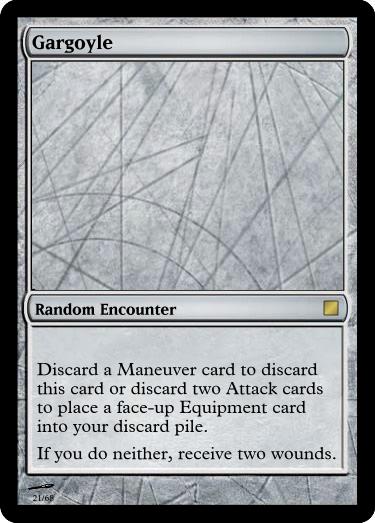 Gargoyle
Random Encounter
Discard a Maneuver card to discard
this card or discard two Attack cards
to place a face-up Equipment card
into your discard pile.
If you do neither, receive two wounds.
21/68